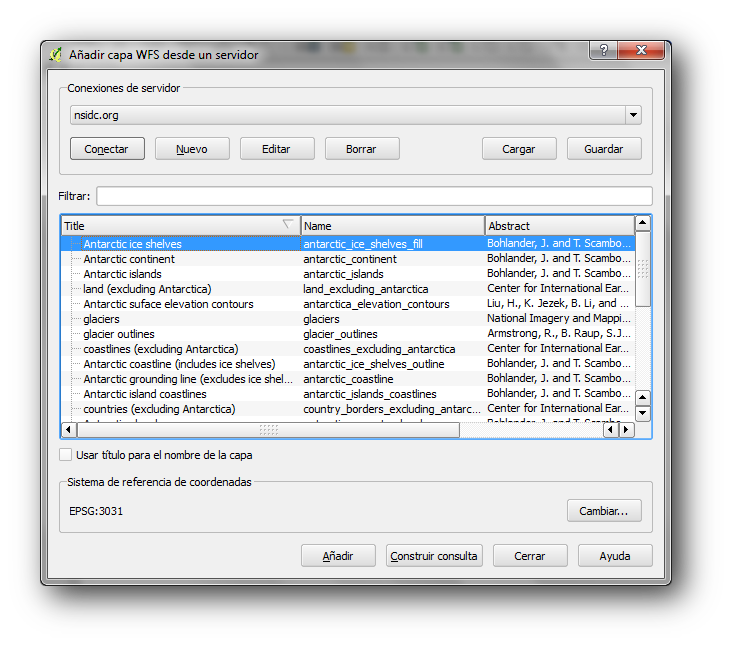 Añadir capa WFS desde un servidor
?
Conexiones de servidor
nsidc.org
Conectar Nuevo Editar Borrar Cargar Guardar
Filtrar:
Title Name Abstract
Antarctic ice shelves antarctic_ice_shelves_fill Bohlander, J. and T. Scambo...
Antarctic continent antarctic_continent Bohlander, J. and T. Scambo...
Antarctic islands antarctic_islands Bohlander, J. and T. Scambo...
land (excluding Antarctica) land_excluding_antarctica Center for International Ear...
Antarctic suface elevation contours antarctica_elevation_contours Liu, H., K. Jezek, B. Li, and ...
glaciers glaciers National Imagery and Mappi...
glacier outlines glacier_outlines Armstrong, R., B. Raup, S.J...
coastlines (excluding Antarctica) coastlines_excluding_antarctica Center for International Ear...
Antarctic coastline (includes ice shelves) antarctic_ice_shelves_outline Bohlander, J. and T. Scambo...
Antarctic grounding line (excludes ice shel... antarctic_coastline Bohlander, J. and T. Scambo...
Antarctic island coastlines antarctic_islands_coastlines Bohlander, J. and T. Scambo...
countries (excluding Antarctica) country_borders_excluding_antarc... Center for International Ear...
Usar título para el nombre de la capa
Sistema de referencia de coordenadas
EPSG:3031 Cambiar...
Añadir Construir consulta Cerrar Ayuda